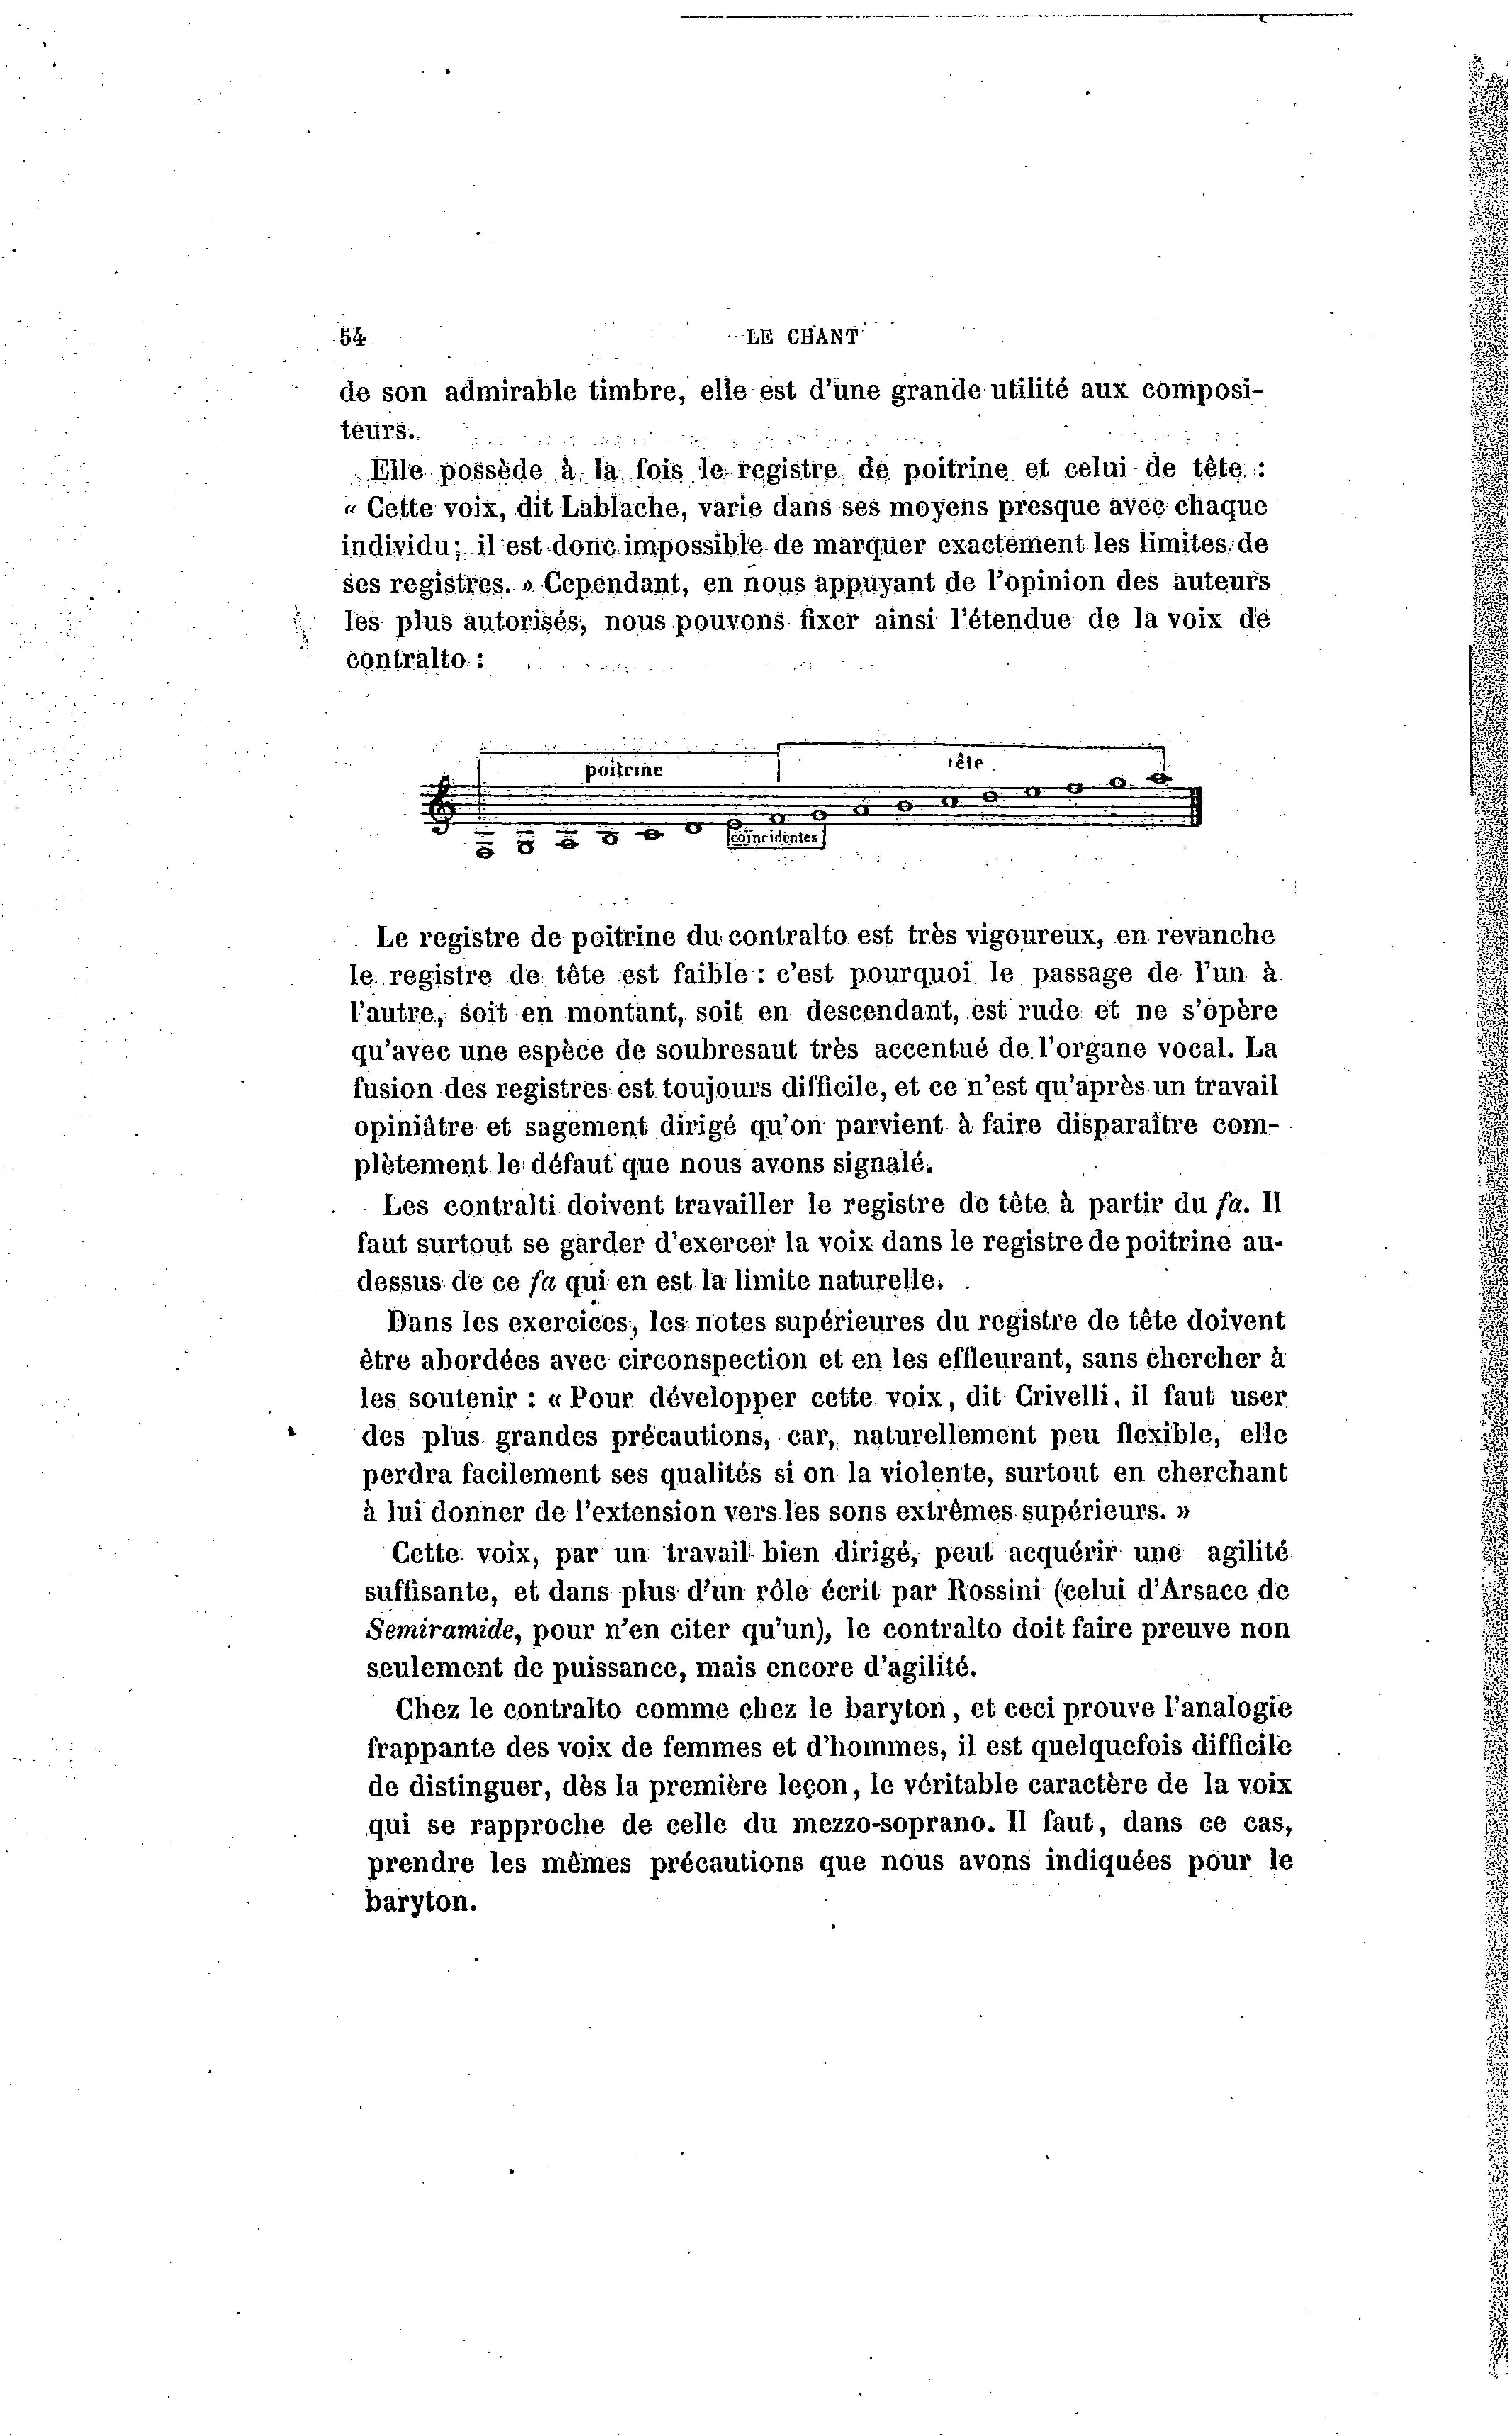 54
LE CHANT
de son admirable timbre, elle est d'une grande utilité aux composi-
teurs.
Elle possède à la fois le registre de poitrine et celui de tête :
« Cette voix, dit Lablache, varie dans ses moyens presque avec chaque
individu; il est donc impossible de marquer exactement les limites de
ses registres. » Cependant, en nous appuyant de l'opinion des auteurs
les plus autorisés, nous pouvons fixer ainsi l'étendue de la voix de
contralto :
poitrine
tête
coïncidentes
Le registre de poitrine du contralto est très vigoureux, en revanche
le registre de tête est faible : c'est pourquoi le passage de l'un à
l'autre, soit en montant, soit en descendant, est rude et ne s'opère
qu'avec une espèce de soubresaut très accentué de l'organe vocal. La
fusion des registres est toujours difficile, et ce n'est qu'après un travail
opiniâtre et sagement dirigé qu'on parvient à faire disparaître com-
plètement le défaut que nous avons signalé.
Les contralti doivent travailler le registre de tête à partir du fa. Il
faut surtout se garder d'exercer la voix dans le registre de poitrine au-
dessus de ce fa qui en est la limite naturelle.
Dans les exercices, les notes supérieures du registre de tête doivent
être abordées avec circonspection et en les effleurant, sans chercher à
les soutenir : « Pour développer cette voix, dit Crivelli, il faut user
des plus grandes précautions, car, naturellement peu flexible, elle
perdra facilement ses qualités si on la violente, surtout en cherchant
à lui donner de l'extension vers les sons extrêmes supérieurs. »
Cette voix, par un travail bien dirigé, peut acquérir une agilité
suffisante, et dans plus d'un rôle écrit par Rossini (celui d'Arsace de
Semiramide, pour n'en citer qu'un), le contralto doit faire preuve non
seulement de puissance, mais encore d'agilité.
Chez le contralto comme chez le baryton, et ceci prouve l'analogie
frappante des voix de femmes et d'hommes, il est quelquefois difficile
de distinguer, dès la première leçon, le véritable caractère de la voix
qui se rapproche de celle du mezzo-soprano. Il faut, dans ce cas,
prendre les mêmes précautions que nous avons indiquées pour le
baryton.